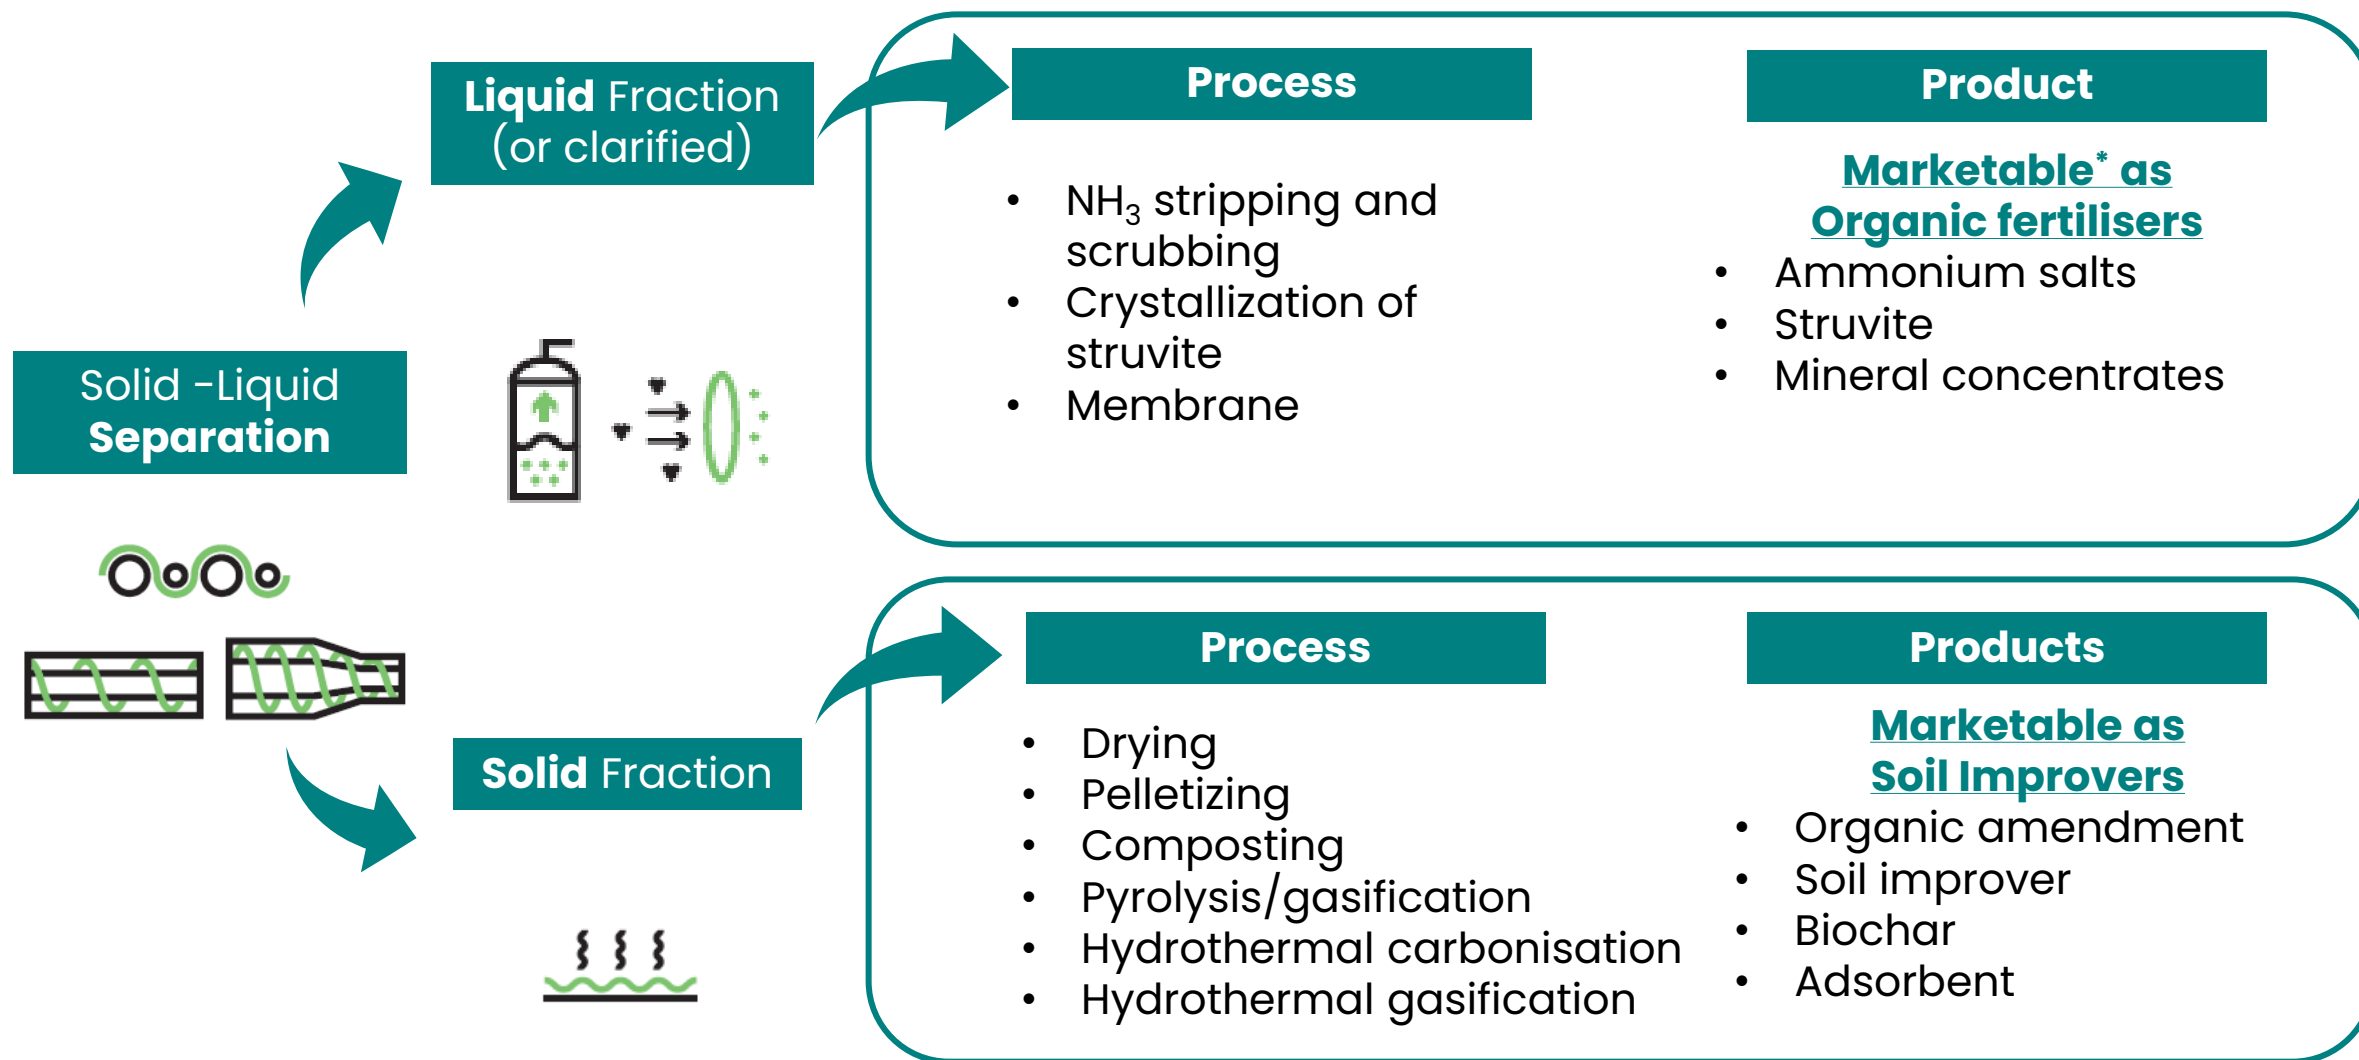 Solid -Liquid
Separation
Liquid Fraction
(or clarified)
Process
• NH₃ stripping and
scrubbing
• Crystallization of
struvite
• Membrane
Product
Marketable* as
Organic fertilisers
• Ammonium salts
• Struvite
• Mineral concentrates
Solid Fraction
Process
• Drying
• Pelletizing
• Composting
• Pyrolysis/gasification
• Hydrothermal carbonisation
• Hydrothermal gasification
Products
Marketable as
Soil Improvers
• Organic amendment
• Soil improver
• Biochar
• Adsorbent